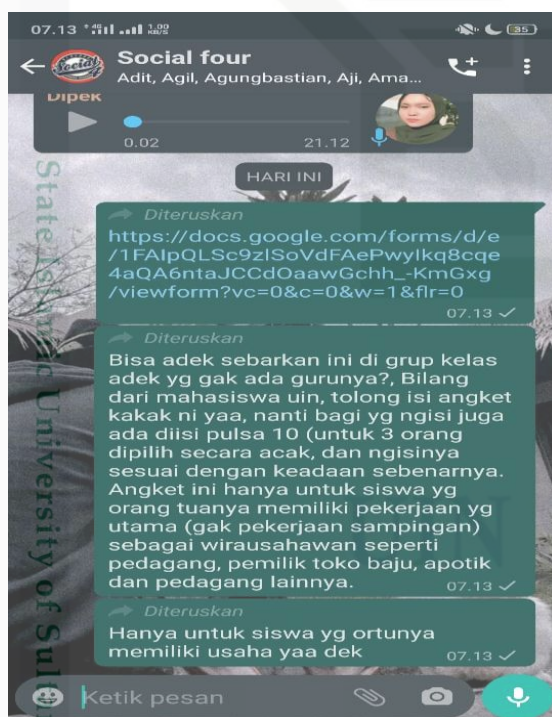 07.13
35
Social four
Adit, Agil, Agungbastian, Aji, Ama...
Dipek
0.02 21.12
HARI INI
Diteruskan
https://docs.google.com/forms/d/e
/1FAIpQLSc9zlSoVdFAePwylkq8cqe
4aQA6ntaJCCdOaawGchh_-KmGxg
/viewform?vc=0&c=0&w=1&flr=0
07.13
Diteruskan
Bisa adek sebarkan ini di grup kelas
adek yg gak ada gurunya?, Bilang
dari mahasiswa uin, tolong isi angket
kakak ni yaa, nanti bagi yg ngisi juga
ada diisi pulsa 10 (untuk 3 orang
dipilih secara acak, dan ngisinya
sesuai dengan keadaan sebenarnya.
Angket ini hanya untuk siswa yg
orang tuanya memiliki pekerjaan yg
utama (gak pekerjaan sampingan)
sebagai wirausahawan seperti
pedagang, pemilik toko baju, apotik
dan pedagang lainnya.
07.13
Diteruskan
Hanya untuk siswa yg ortunya
memiliki usaha yaa dek
07.13
Ketik pesan
State Islamic University of Sul